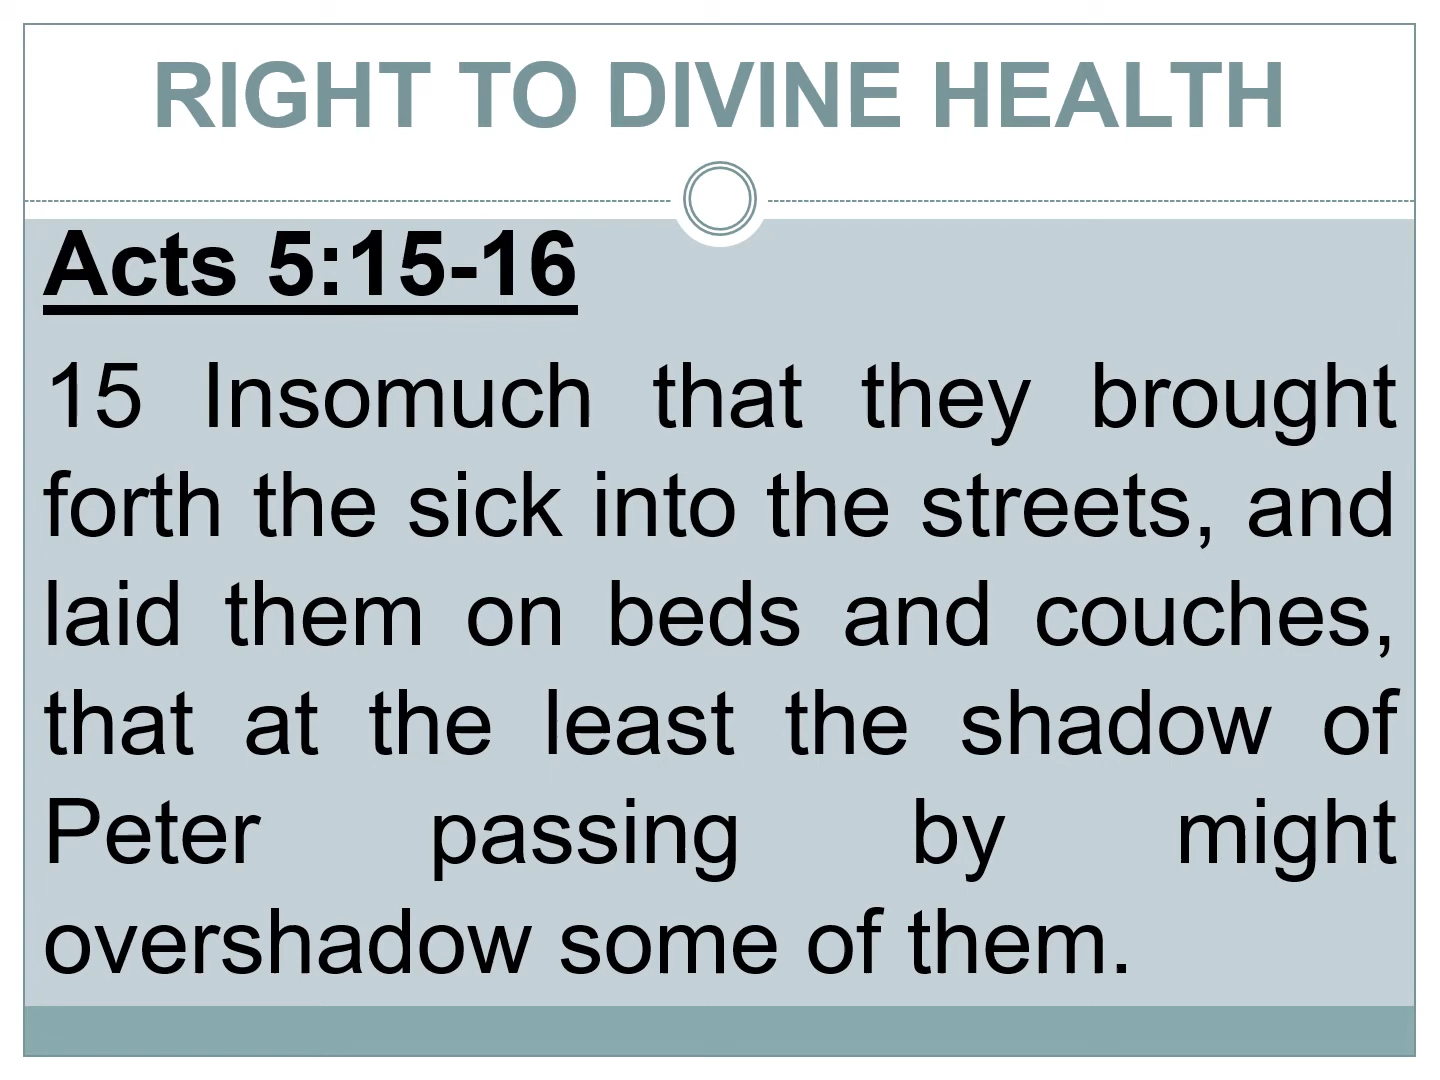 RIGHT TO DIVINE HEALTH
Acts 5:15-16
15 Insomuch that they brought
forth the sick into the streets, and
laid them on beds and couches,
that at the least the shadow of
Peter passing by might
overshadow some of them.